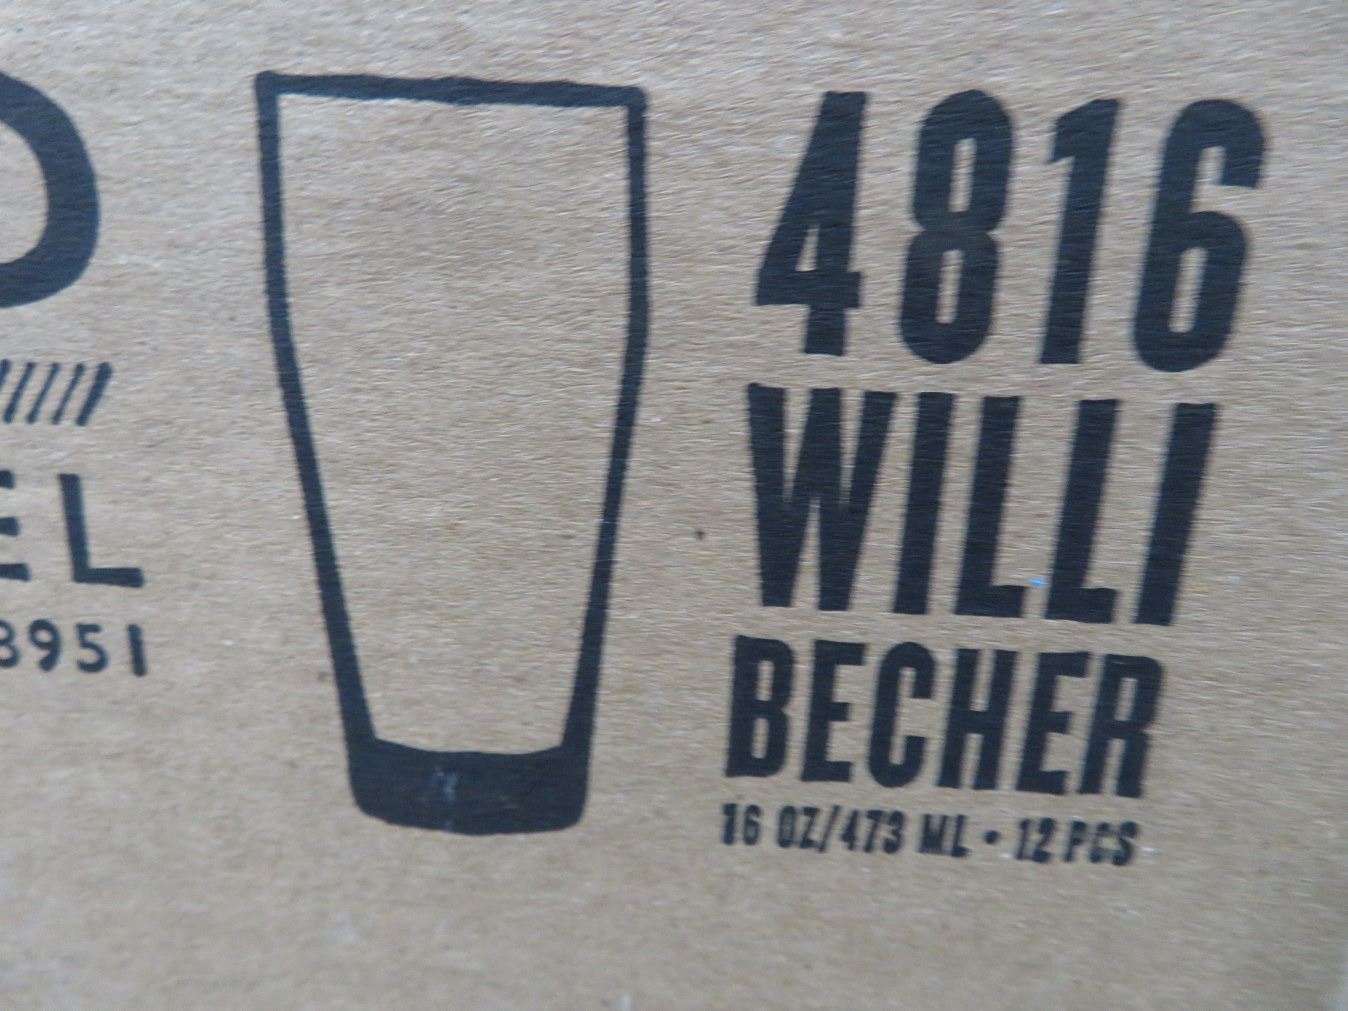 4816
WILLI
BECHER
16 OZ/473 ML • 12 PCS